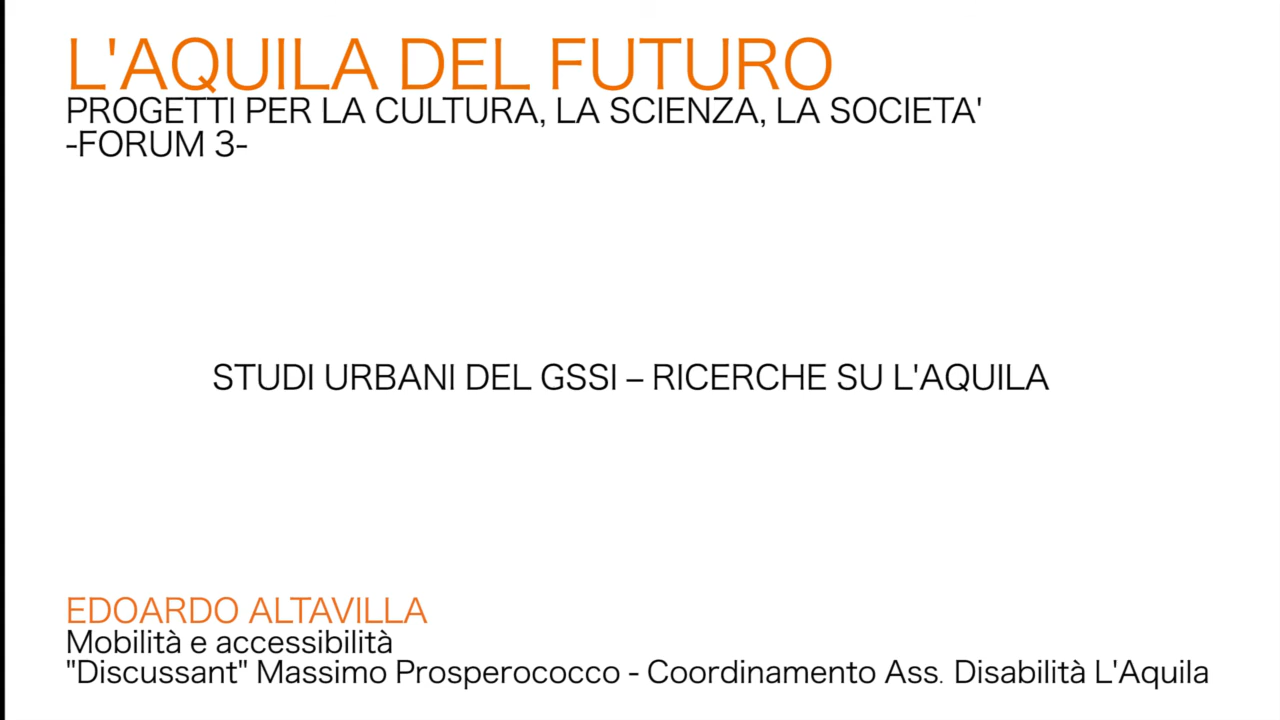 L'AQUILA DEL FUTURO
PROGETTI PER LA CULTURA, LA SCIENZA, LA SOCIETA'
-FORUM 3-
STUDI URBANI DEL GSSI – RICERCHE SU L'AQUILA
EDOARDO ALTAVILLA
Mobilità e accessibilità
"Discussant" Massimo Prosperococco - Coordinamento Ass. Disabilità L'Aquila